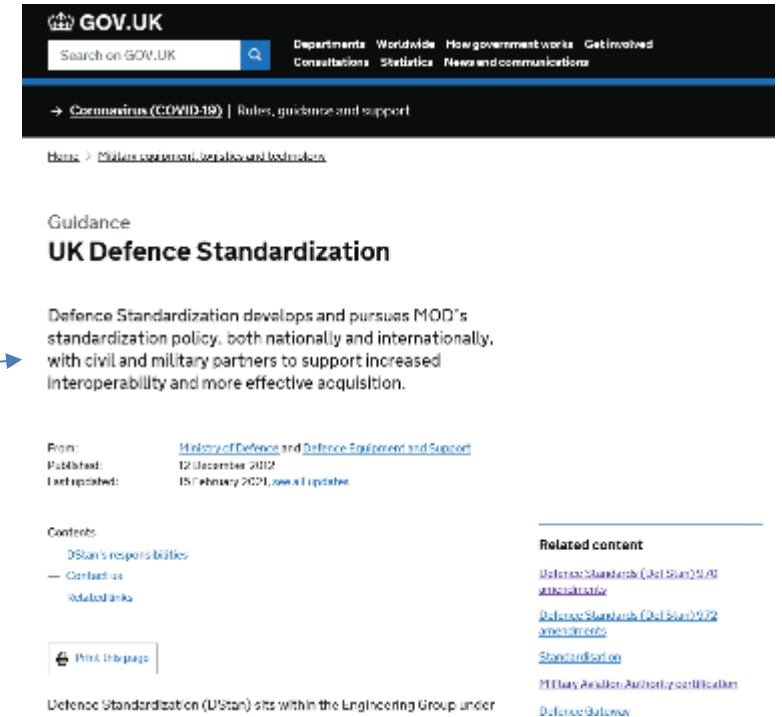 GOV.UK
Search on GOV.UK
Departments Worldwide How government works Get involved
Consultations Statistics News and communications
→ Coronavirus (COVID-19) | Rules, guidance and support
Home > Military equipment, logistics and technology
Guidance
UK Defence Standardization
Defence Standardization develops and pursues MOD's
standardization policy, both nationally and internationally,
with civil and military partners to support increased
interoperability and more effective acquisition.
From: Ministry of Defence and Defence Equipment and Support
Published: 12 December 2012
Last updated: 15 February 2021, see all updates
Contents
DStan's responsibilities
— Contact us
Related links
Print this page
Defence Standardization (DStan) sits within the Engineering Group under
Related content
Defence Standards (Def Stan) 970
amendments
Defence Standards (Def Stan) 972
amendments
Standardisation
Military Aviation Authority certification
Defence Gateway